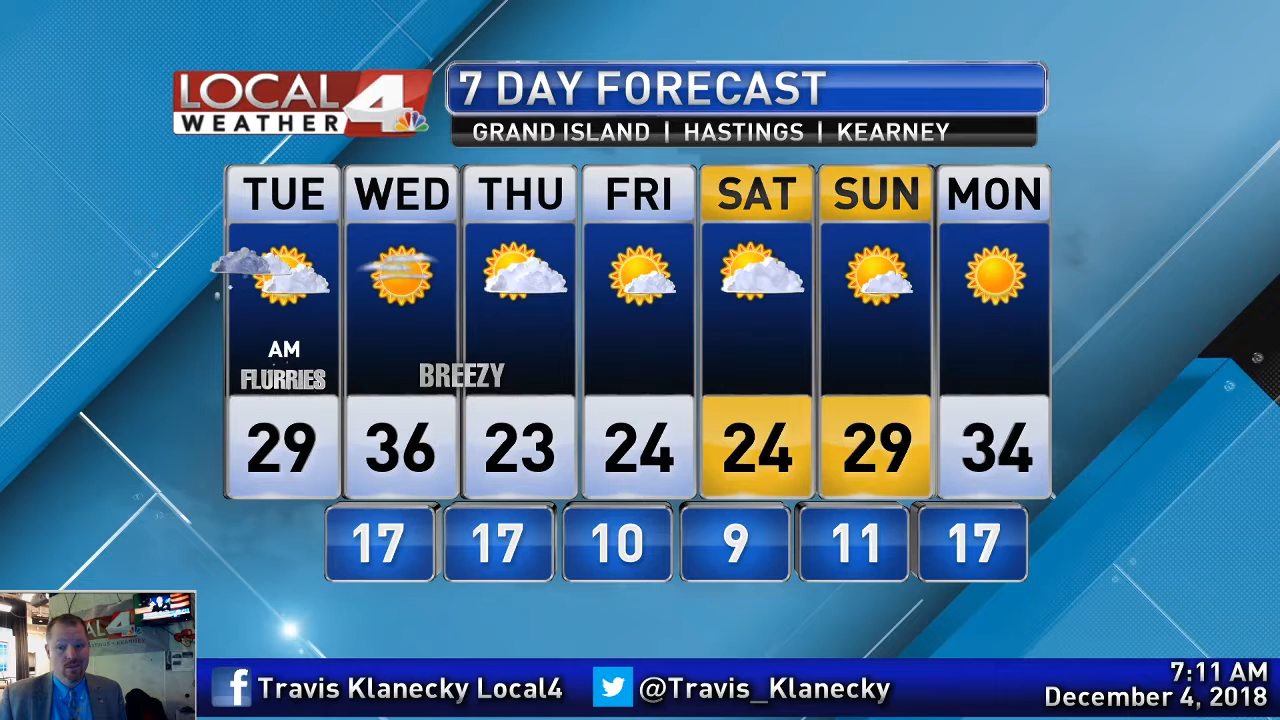 LOCAL 4
WEATHER
7 DAY FORECAST
GRAND ISLAND | HASTINGS | KEARNEY
TUE WED THU FRI SAT SUN MON
AM
FLURRIES
BREEZY
29 36 23 24 24 29 34
17 17 10 9 11 17
AL4
KEARNEY
f Travis Klanecky Local4
@Travis_Klanecky
7:11 AM
December 4, 2018